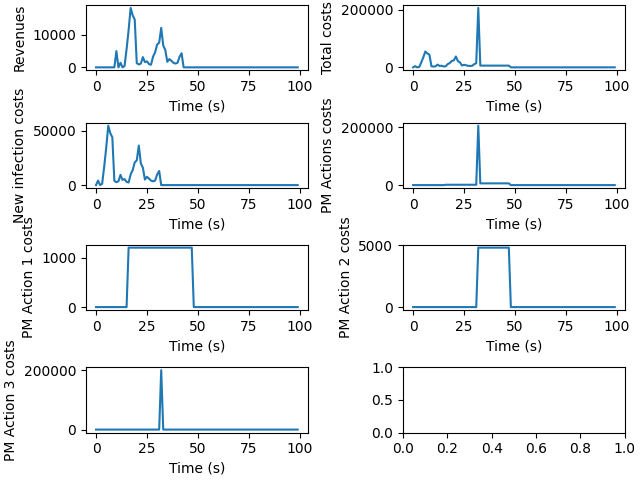 Revenues
10000
0
0 25 50 75 100
Time (s)
Total costs
200000
0
0 25 50 75 100
Time (s)
New infection costs
50000
0
0 25 50 75 100
Time (s)
PM Actions costs
200000
0
0 25 50 75 100
Time (s)
PM Action 1 costs
1000
0
0 25 50 75 100
Time (s)
PM Action 2 costs
5000
0
0 25 50 75 100
Time (s)
PM Action 3 costs
200000
0
0 25 50 75 100
Time (s)
1.0
0.5
0.0
0.0 0.2 0.4 0.6 0.8 1.0